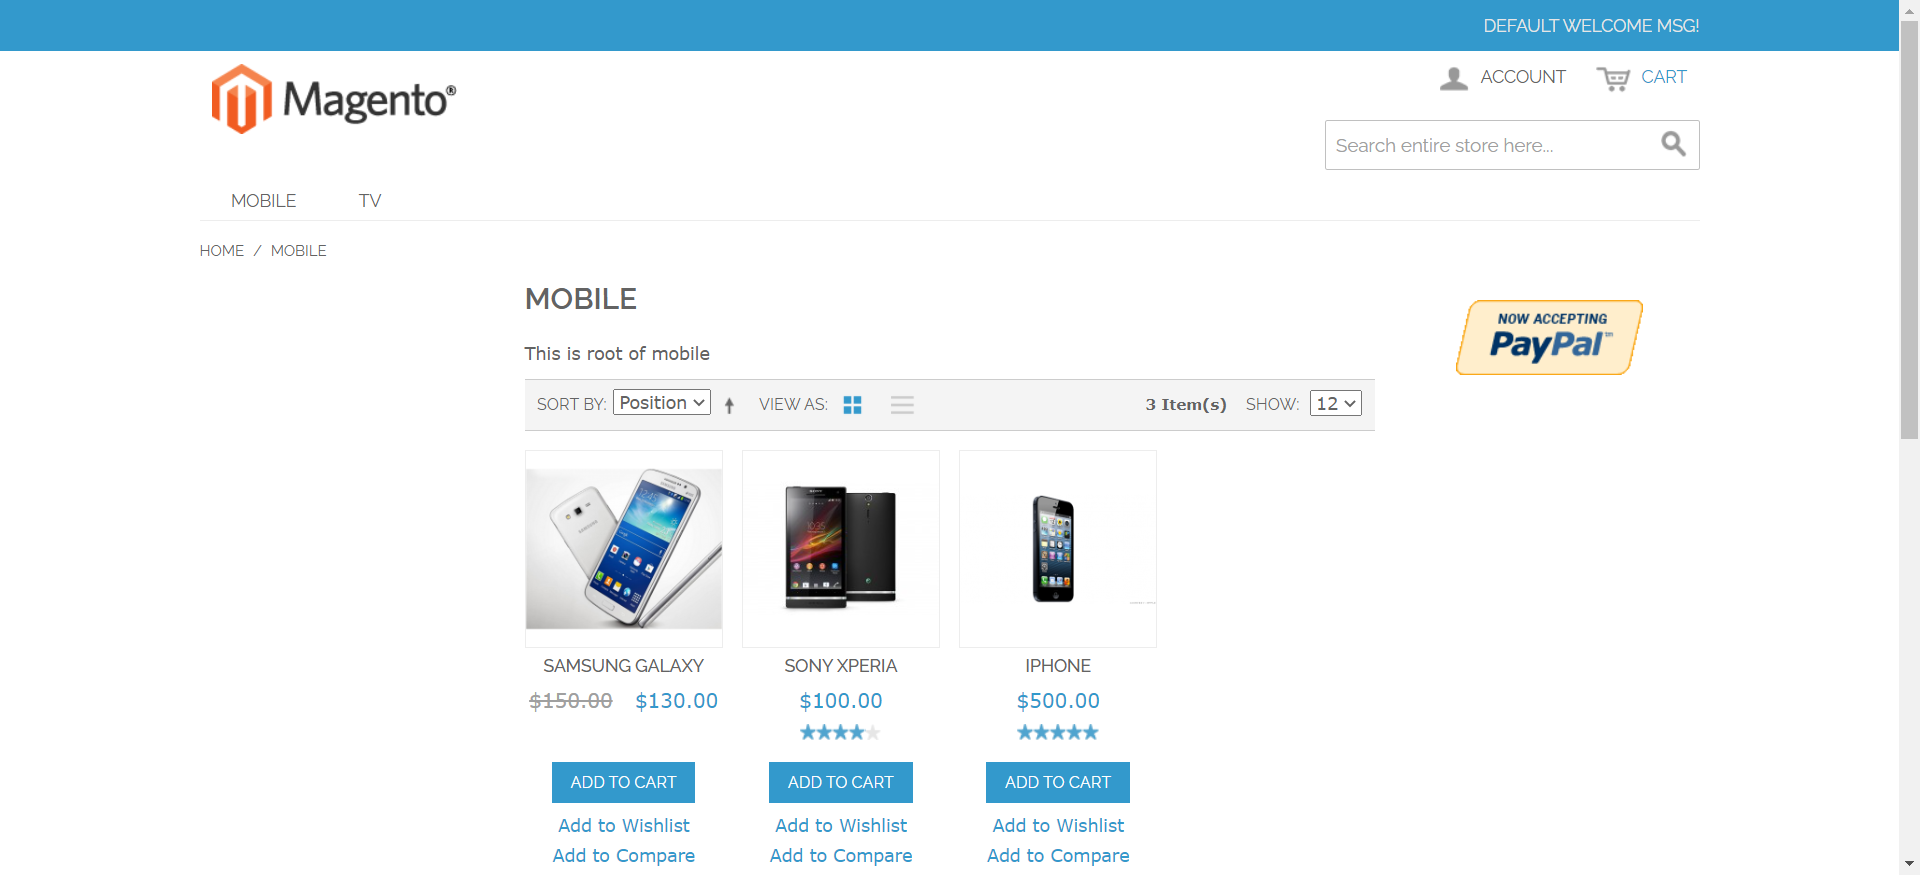 DEFAULT WELCOME MSG!
Magento®
ACCOUNT
CART
Search entire store here...
MOBILE
TV
HOME / MOBILE
MOBILE
NOW ACCEPTING
PayPal™
This is root of mobile
SORT BY: Position
VIEW AS:
3 Item(s)
SHOW: 12
SAMSUNG GALAXY
$150.00 $130.00
ADD TO CART
Add to Wishlist
Add to Compare
SONY XPERIA
$100.00
ADD TO CART
Add to Wishlist
Add to Compare
IPHONE
$500.00
ADD TO CART
Add to Wishlist
Add to Compare